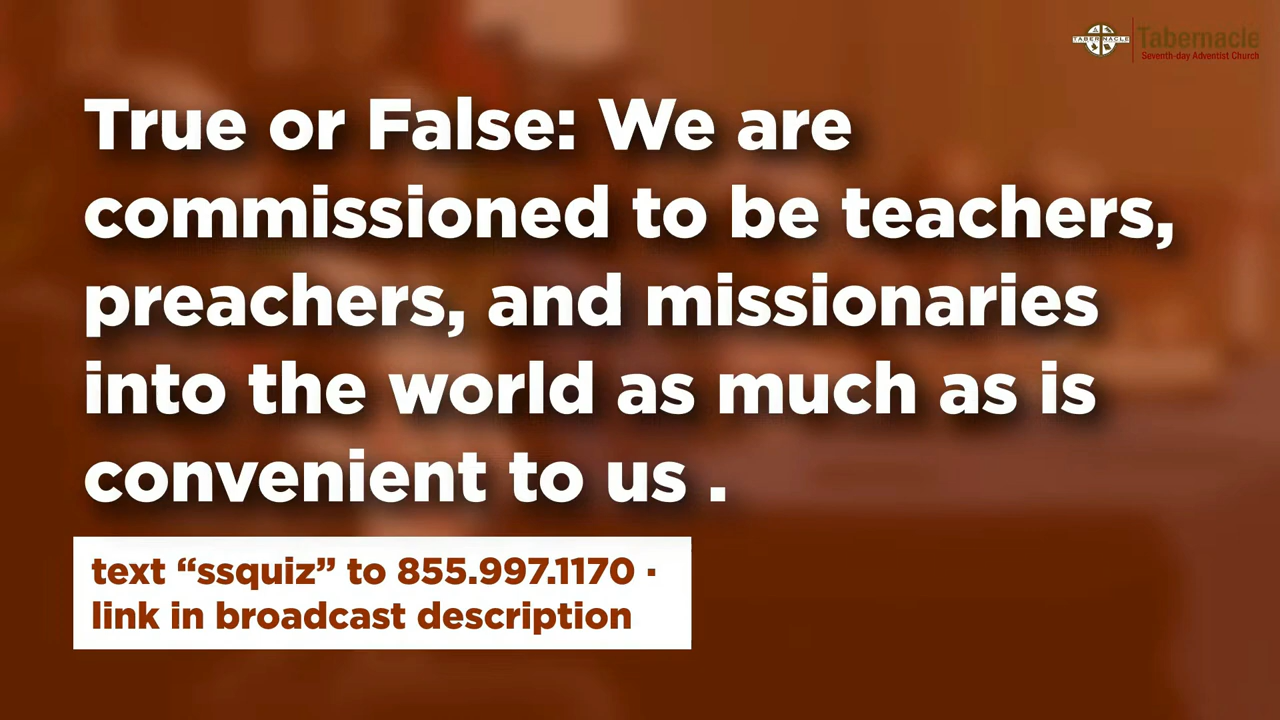 TABERNACLE
Tabernacle
Seventh-day Adventist Church
True or False: We are
commissioned to be teachers,
preachers, and missionaries
into the world as much as is
convenient to us .
text “ssquiz” to 855.997.1170 ·
link in broadcast description